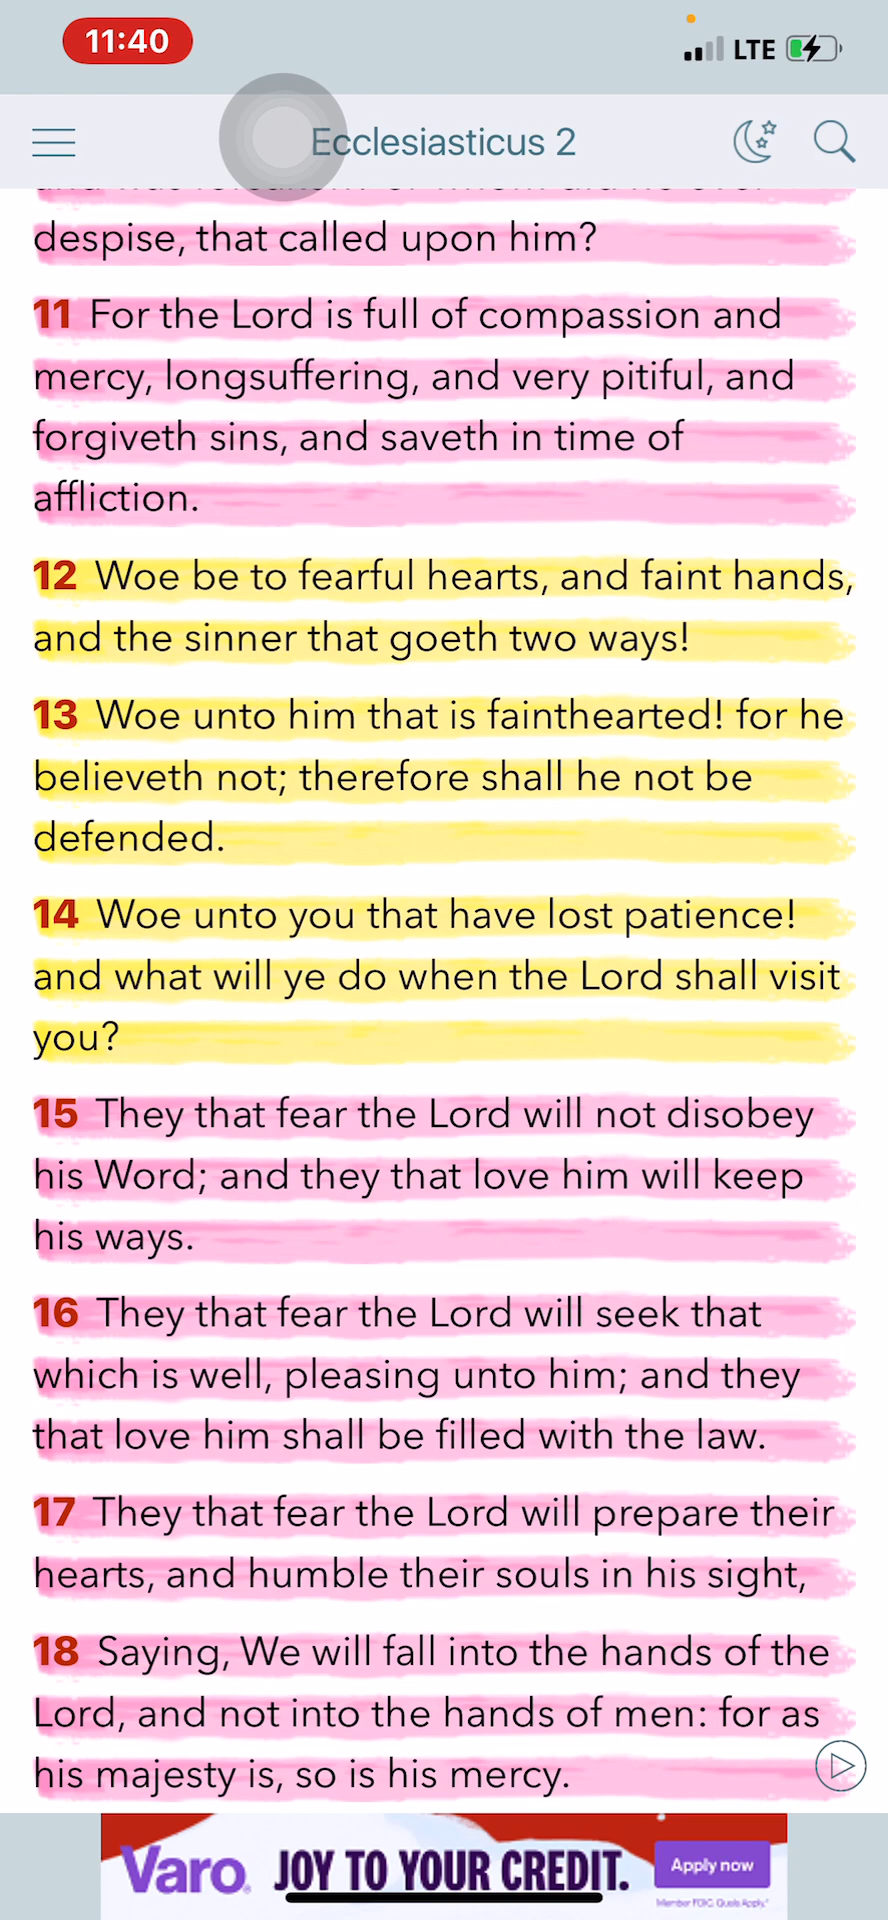 11:40
LTE
Ecclesiasticus 2
despise, that called upon him?
11 For the Lord is full of compassion and
mercy, longsuffering, and very pitiful, and
forgiveth sins, and saveth in time of
affliction.
12 Woe be to fearful hearts, and faint hands,
and the sinner that goeth two ways!
13 Woe unto him that is fainthearted! for he
believeth not; therefore shall he not be
defended.
14 Woe unto you that have lost patience!
and what will ye do when the Lord shall visit
you?
15 They that fear the Lord will not disobey
his Word; and they that love him will keep
his ways.
16 They that fear the Lord will seek that
which is well, pleasing unto him; and they
that love him shall be filled with the law.
17 They that fear the Lord will prepare their
hearts, and humble their souls in his sight,
18 Saying, We will fall into the hands of the
Lord, and not into the hands of men: for as
his majesty is, so is his mercy.
Varo JOY TO YOUR CREDIT.
Apply now
Member FDIC. Quals Apply.*